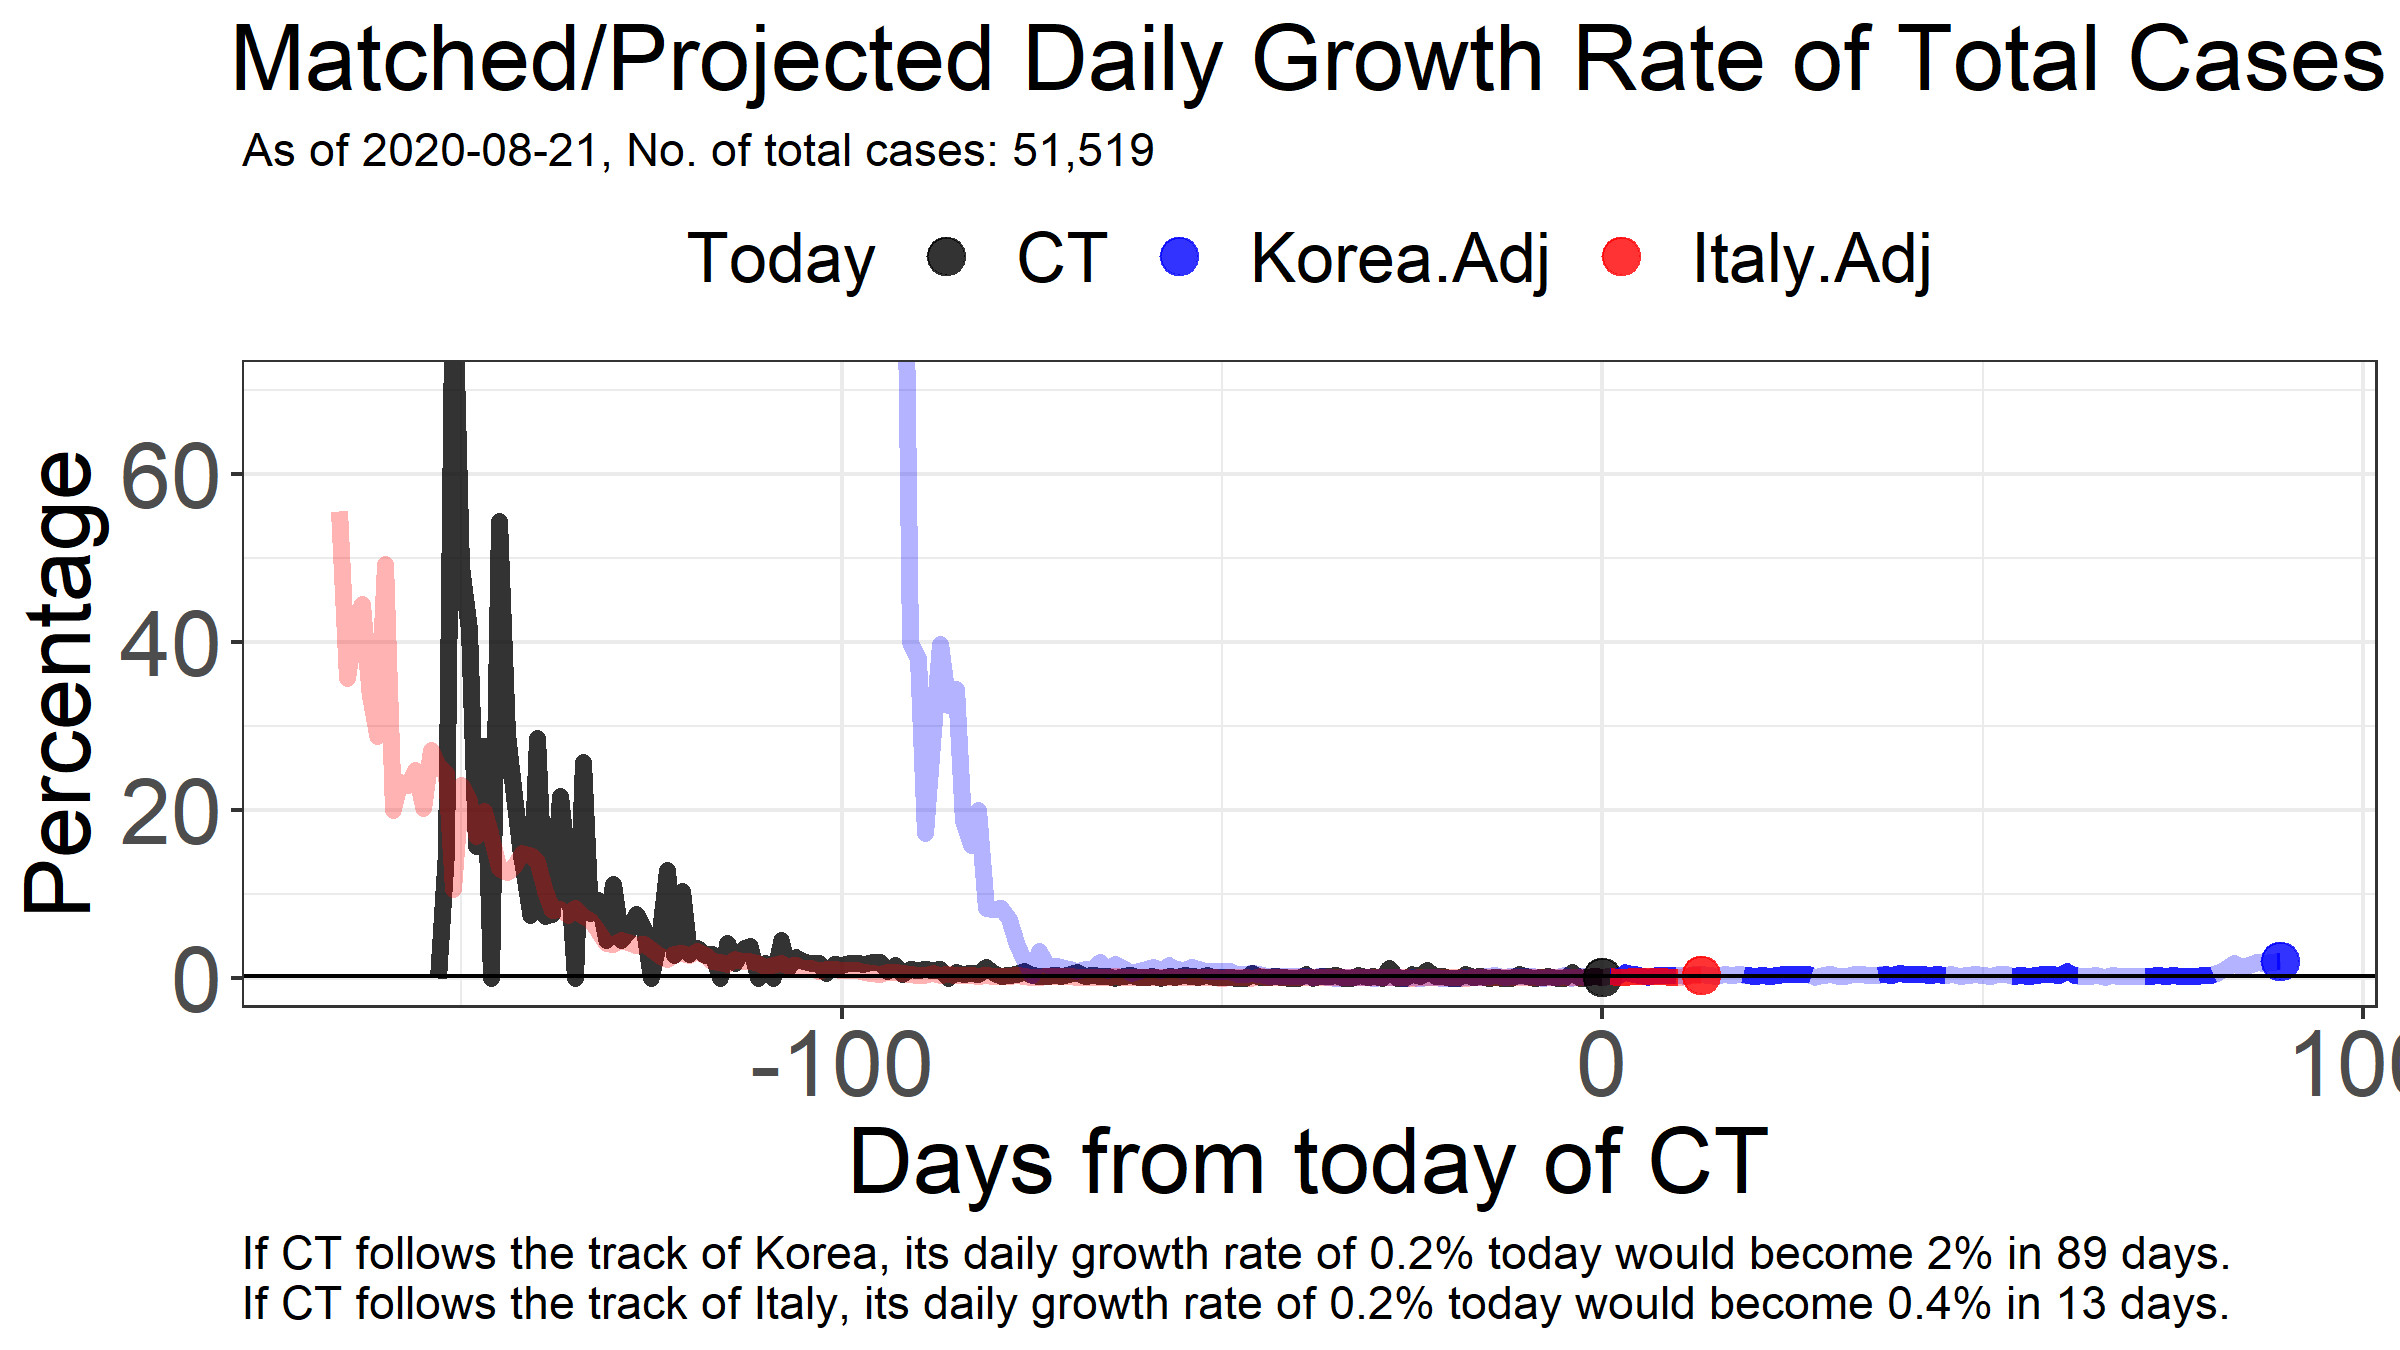 Matched/Projected Daily Growth Rate of Total Cases
As of 2020-08-21, No. of total cases: 51,519
Today CT Korea.Adj Italy.Adj
Percentage
60
40
20
0
-100 0 100
Days from today of CT
If CT follows the track of Korea, its daily growth rate of 0.2% today would become 2% in 89 days.
If CT follows the track of Italy, its daily growth rate of 0.2% today would become 0.4% in 13 days.